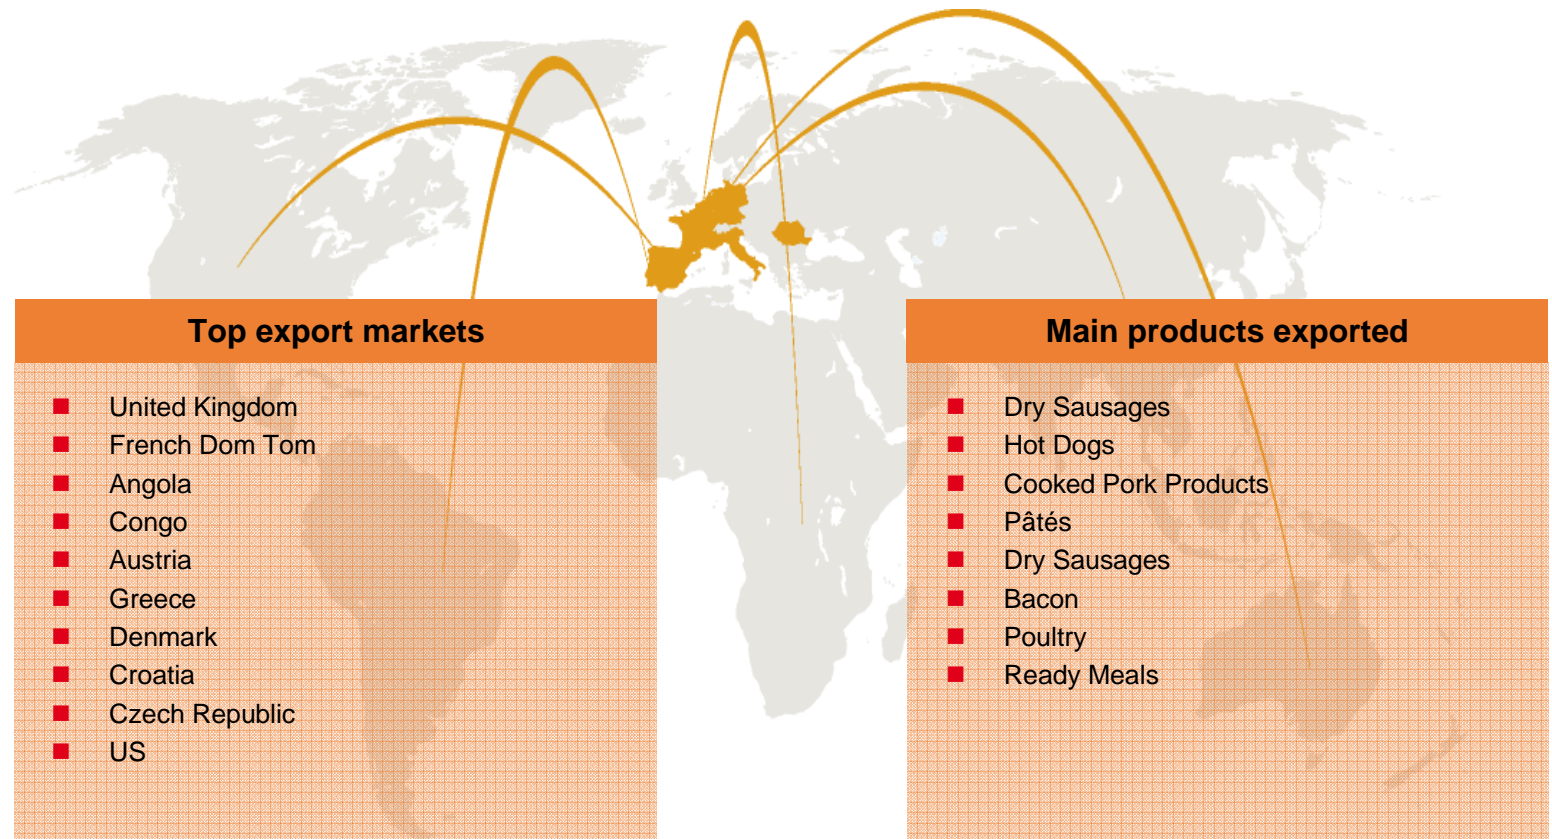 Top export markets
United Kingdom
French Dom Tom
Angola
Congo
Austria
Greece
Denmark
Croatia
Czech Republic
US
Main products exported
Dry Sausages
Hot Dogs
Cooked Pork Products
Pâtés
Dry Sausages
Bacon
Poultry
Ready Meals